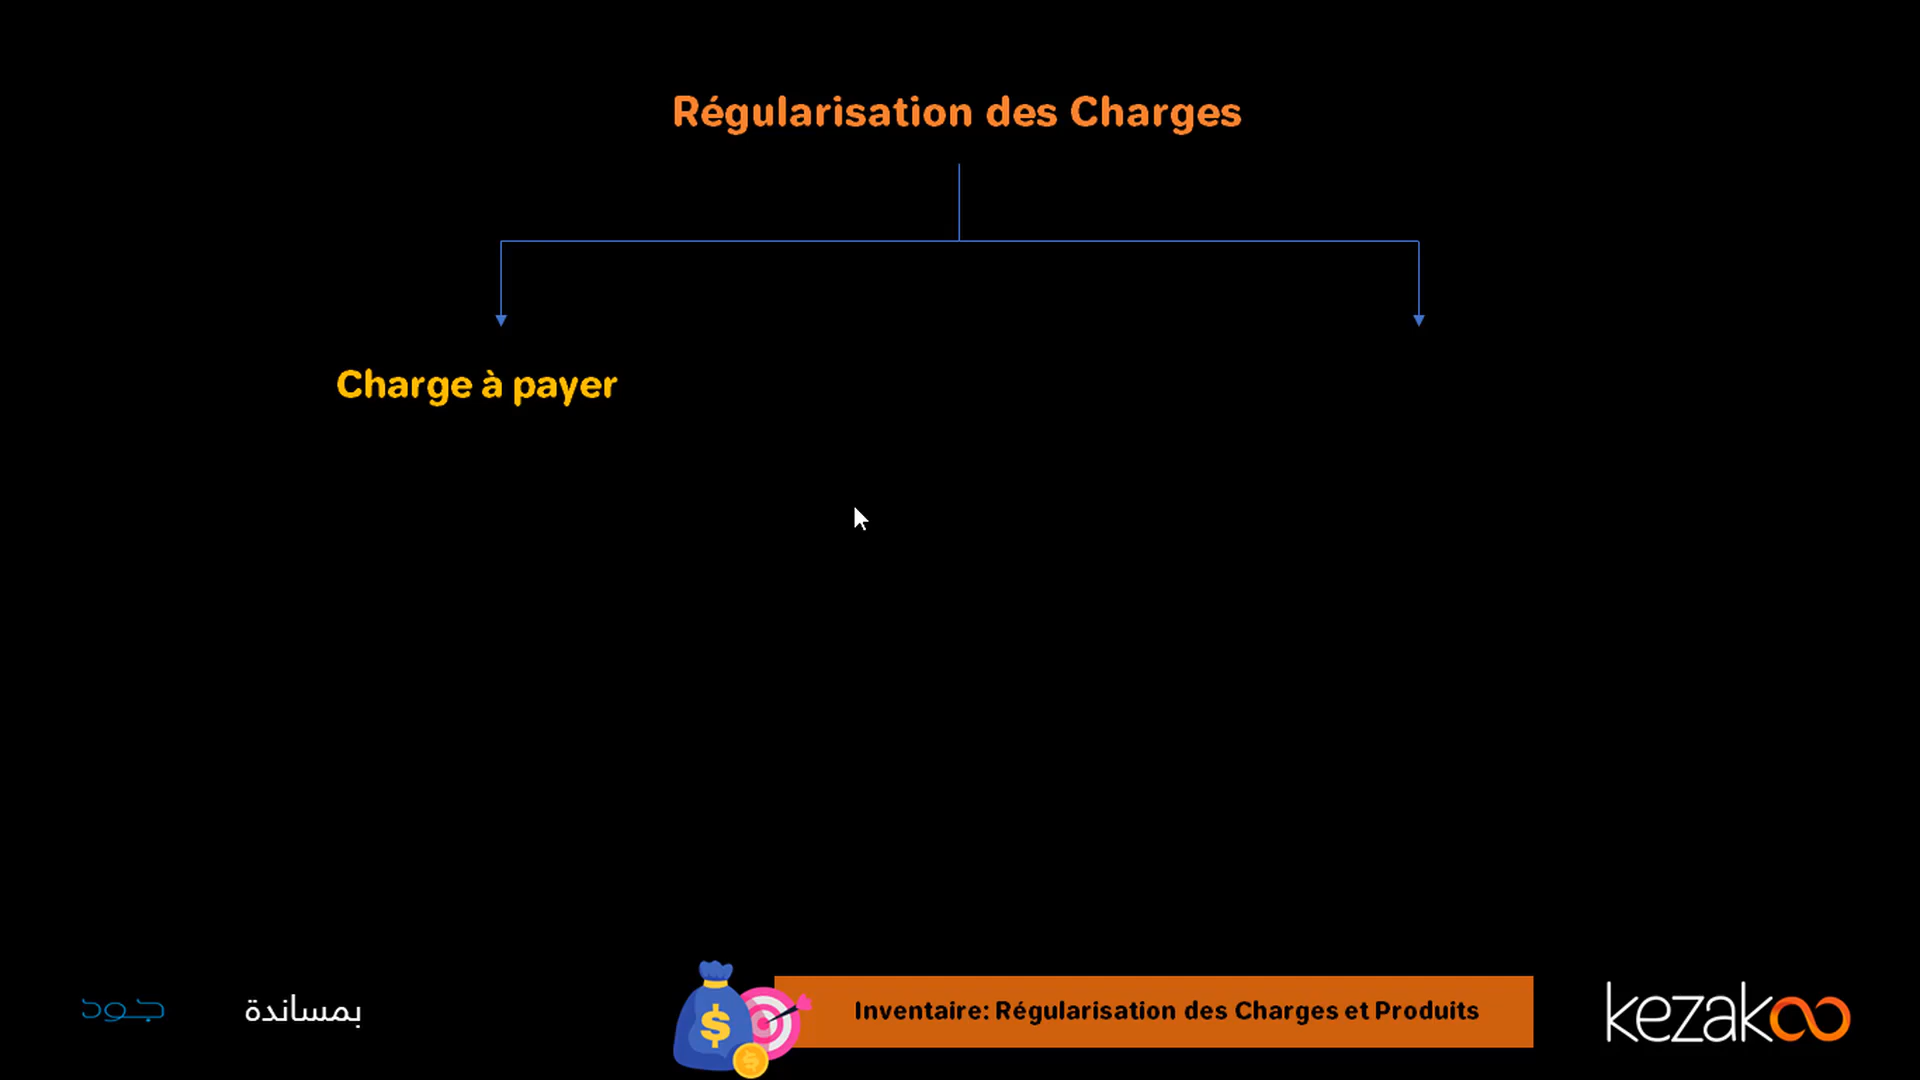 Régularisation des Charges
Charge à payer
جود
بمساندة
$
Inventaire: Régularisation des Charges et Produits
$
kezakoo